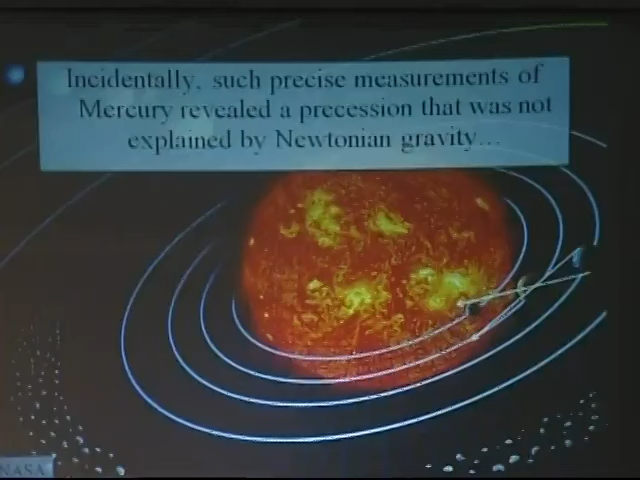 Incidentally, such precise measurements of
Mercury revealed a precession that was not
explained by Newtonian gravity...
NASA